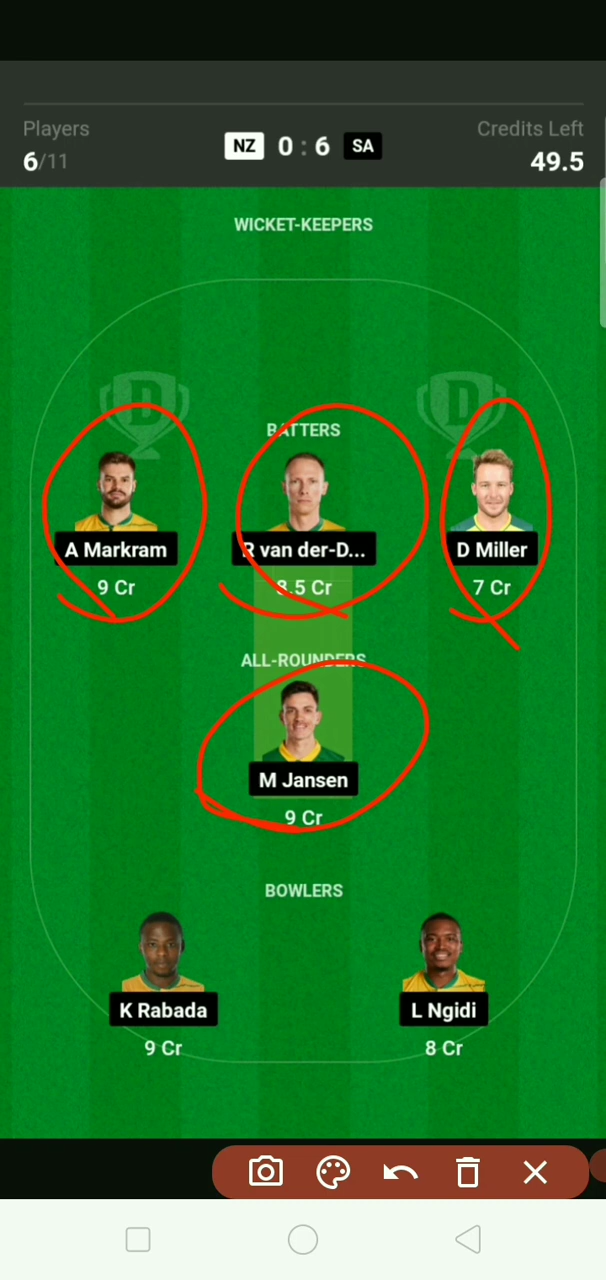 Players
6/11
NZ 0 : 6 SA
Credits Left
49.5
WICKET-KEEPERS
D D
BATTERS
A Markram
9 Cr
R van der-D...
8.5 Cr
D Miller
7 Cr
ALL-ROUNDERS
M Jansen
9 Cr
BOWLERS
K Rabada
9 Cr
L Ngidi
8 Cr